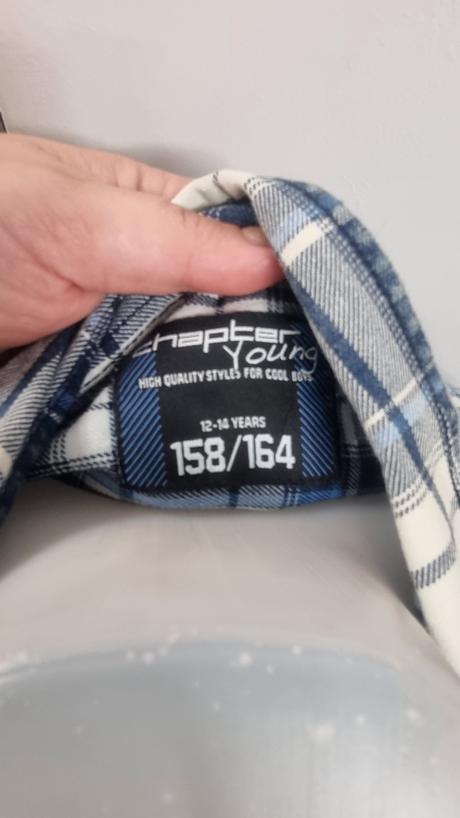 chapter
Young
HIGH QUALITY STYLES FOR COOL BOYS
12-14 YEARS
158/164